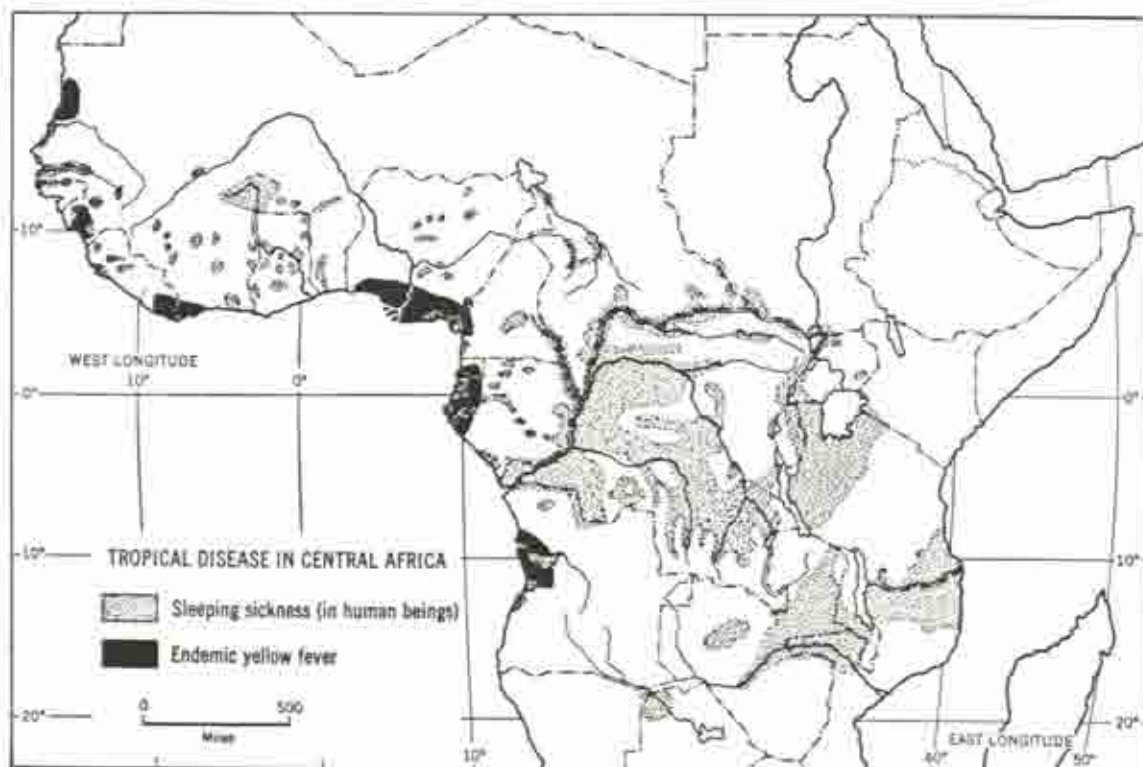 10°
WEST LONGITUDE
10°
0°
0°
0°
10°
TROPICAL DISEASE IN CENTRAL AFRICA
10°
10°
Sleeping sickness (in human beings)
Endemic yellow fever
0
500
Miles
20°
20°
10°
EAST LONGITUDE
40°
50°